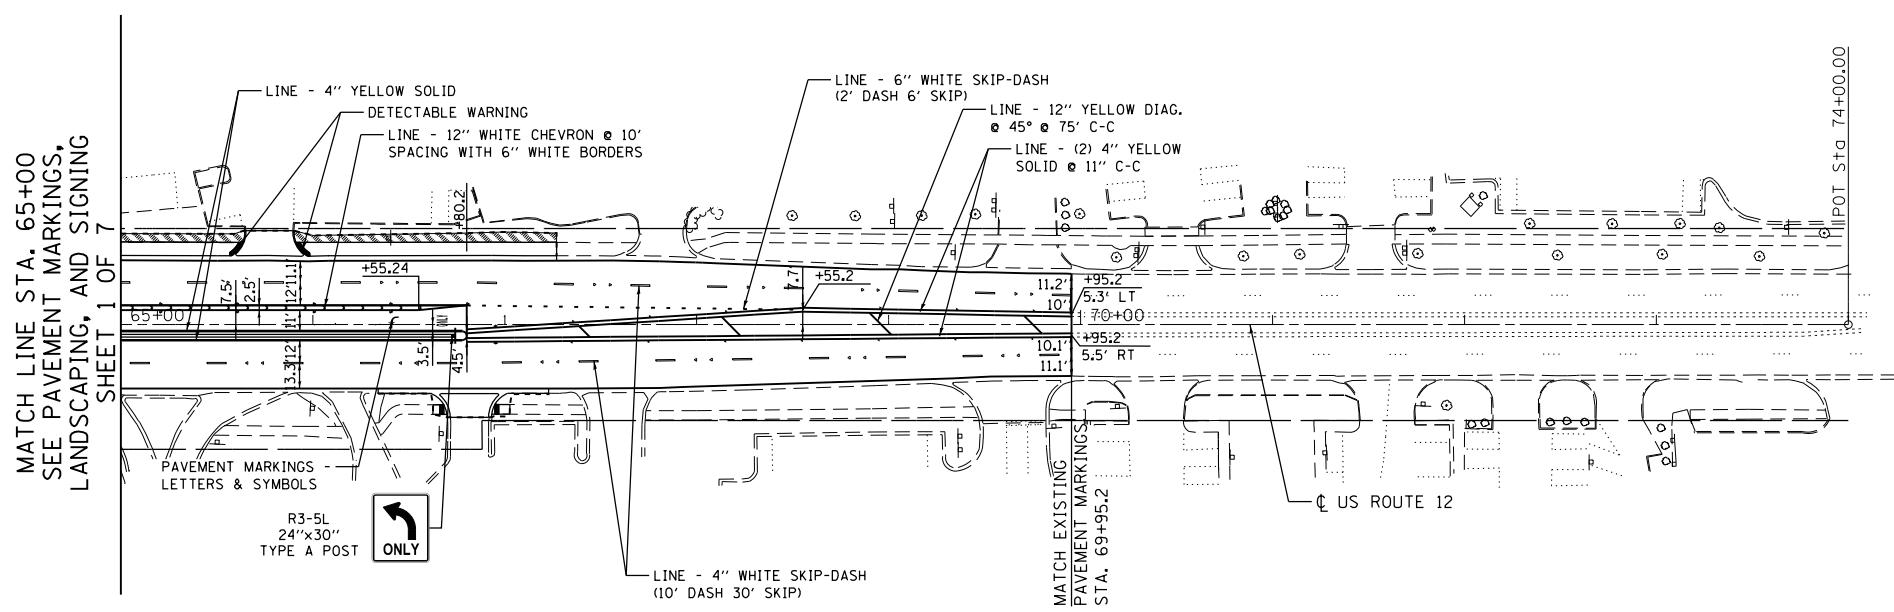 MATCH LINE STA. 65+00
SEE PAVEMENT MARKINGS,
LANDSCAPING, AND SIGNING
SHEET 1 OF 7
LINE - 4" YELLOW SOLID
DETECTABLE WARNING
LINE - 12" WHITE CHEVRON @ 10'
SPACING WITH 6" WHITE BORDERS
LINE - 6" WHITE SKIP-DASH
(2' DASH 6' SKIP)
LINE - 12" YELLOW DIAG.
@ 45° @ 75' C-C
LINE - (2) 4" YELLOW
SOLID @ 11" C-C
POT Sta 74+00.00
+80.2
+55.24
7.5'
2.5'
11.1'
12'
11'
12'
13.3'
65+00
1
ONLY
3.5'
4.5'
7.7
+55.2
11.2'
10'
+95.2
5.3' LT
70+00
10.1'
11.1'
+95.2
5.5' RT
PAVEMENT MARKINGS -
LETTERS & SYMBOLS
R3-5L
24"x30"
TYPE A POST
ONLY
LINE - 4" WHITE SKIP-DASH
(10' DASH 30' SKIP)
MATCH EXISTING
PAVEMENT MARKINGS
STA. 69+95.2
℄ US ROUTE 12